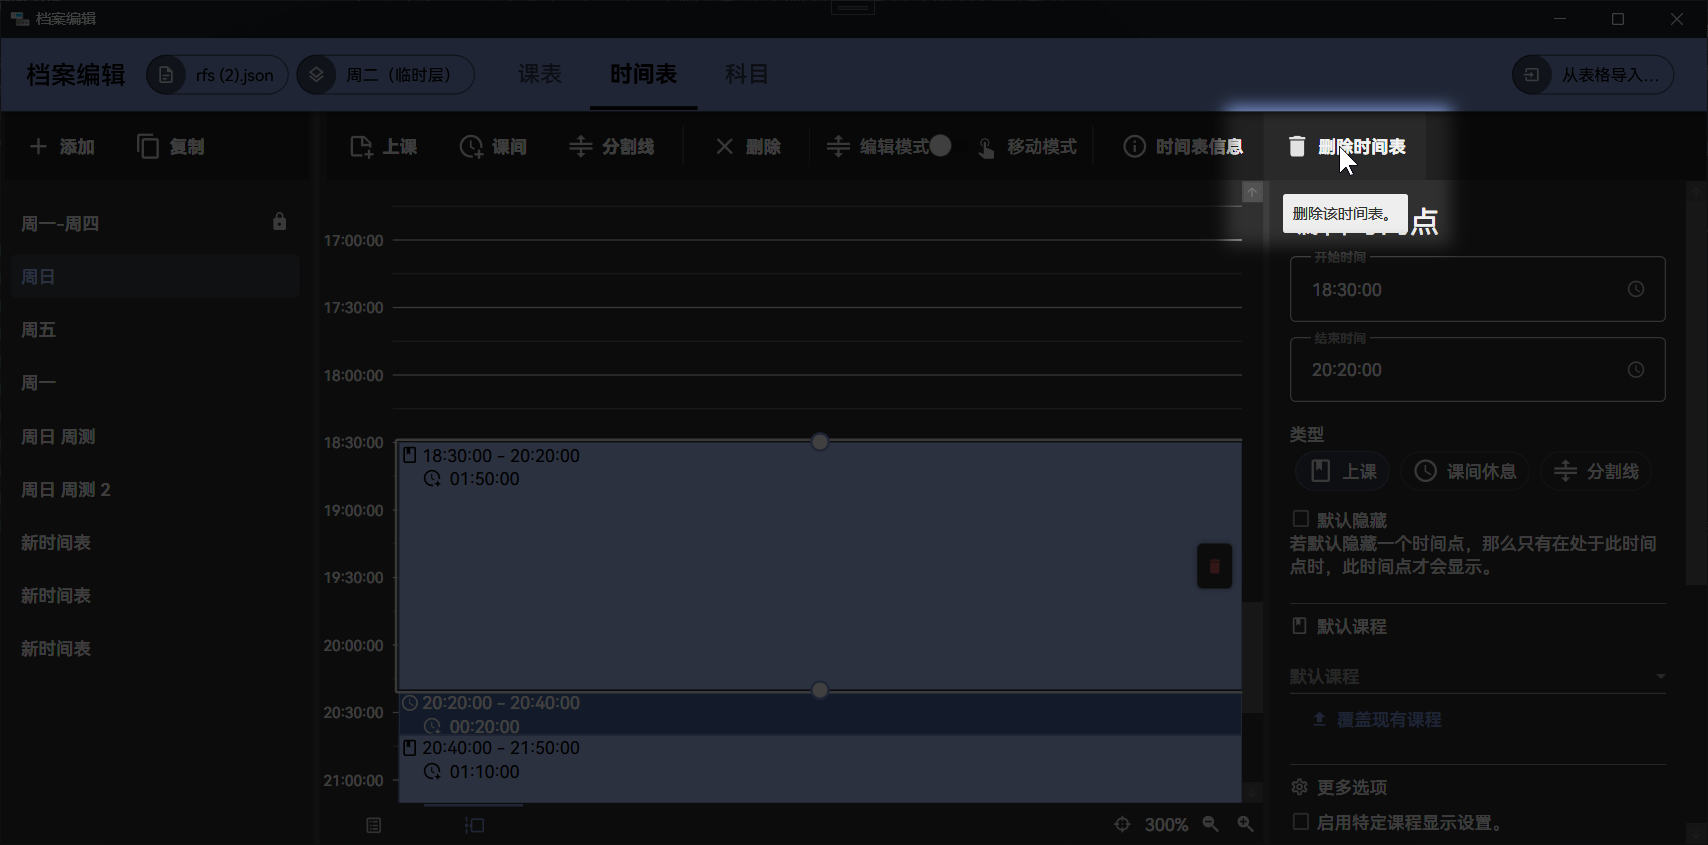 档案编辑
档案编辑
rfs (2).json
周二（临时层）
课表
时间表
科目
从表格导入...
添加
复制
上课
课间
分割线
删除
编辑模式
移动模式
时间表信息
删除时间表
删除该时间表。
点
周一-周四
周日
周五
周一
周日 周测
周日 周测 2
新时间表
新时间表
新时间表
17:00:00
17:30:00
18:00:00
18:30:00
19:00:00
19:30:00
20:00:00
20:30:00
21:00:00
18:30:00 - 20:20:00
01:50:00
20:20:00 - 20:40:00
00:20:00
20:40:00 - 21:50:00
01:10:00
300%
开始时间
18:30:00
结束时间
20:20:00
类型
上课
课间休息
分割线
默认隐藏
若默认隐藏一个时间点，那么只有在处于此时间
点时，此时间点才会显示。
默认课程
默认课程
覆盖现有课程
更多选项
启用特定课程显示设置。